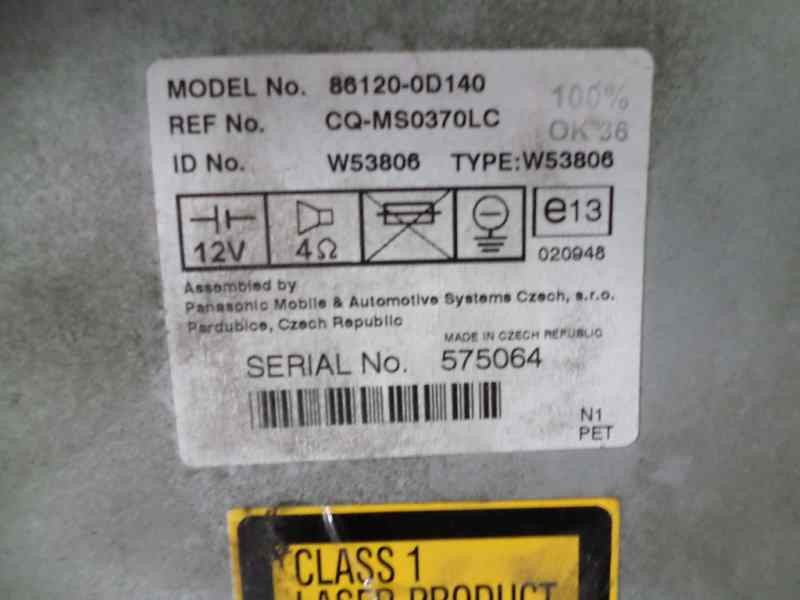 MODEL No. 86120-0D140
100%
REF No. CQ-MS0370LC
OK 36
ID No. W53806 TYPE:W53806
12V 4Ω e13
020948
Assembled by
Panasonic Mobile & Automotive Systems Czech, s.r.o.
Pardubice, Czech Republic
MADE IN CZECH REPUBLIC
SERIAL No. 575064
N1
PET
CLASS 1
LASER PRODUCT